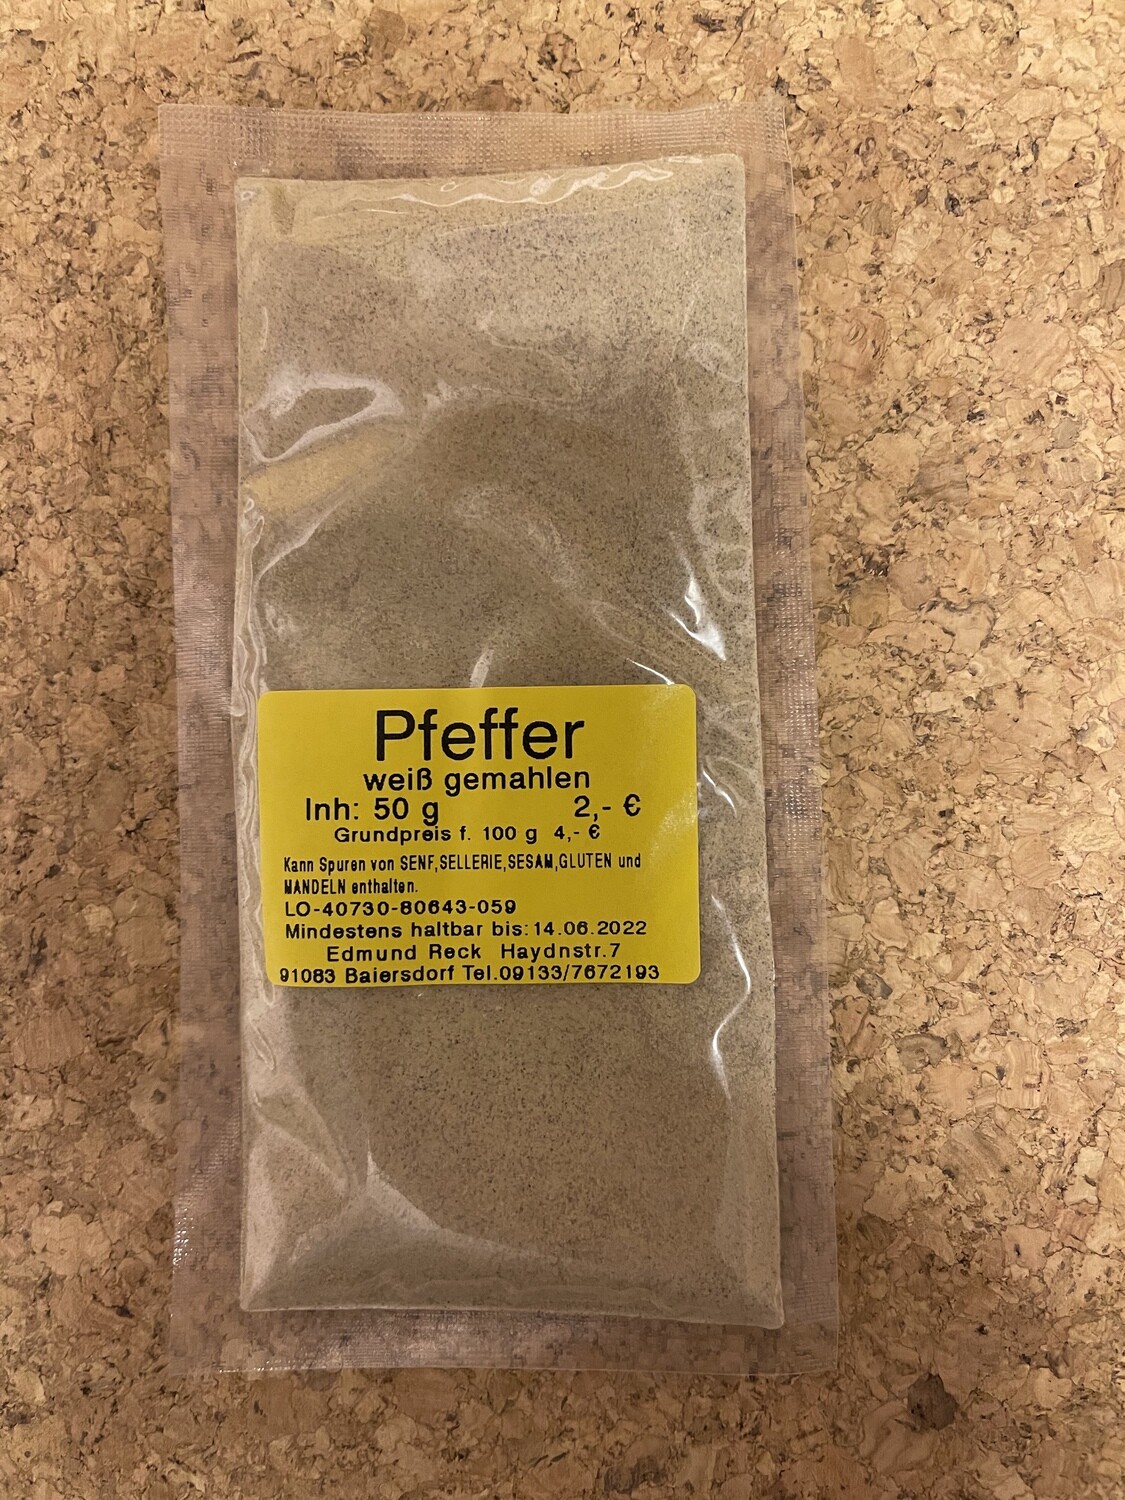 Pfeffer
weiß gemahlen
Inh: 50 g 2,- €
Grundpreis f. 100 g 4,- €
Kann Spuren von SENF,SELLERIE,SESAM,GLUTEN und
MANDELN enthalten.
LO-40730-80643-059
Mindestens haltbar bis:14.06.2022
Edmund Reck Haydnstr.7
91083 Baiersdorf Tel.09133/7672193